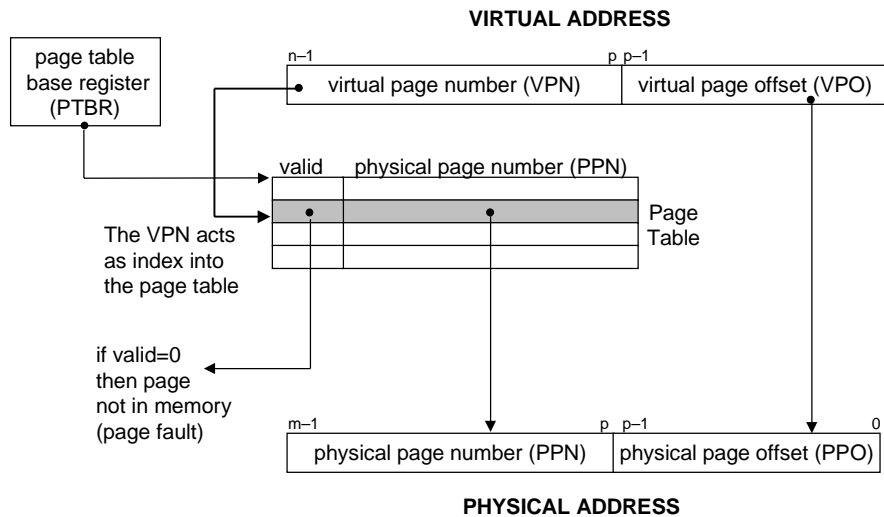 VIRTUAL ADDRESS
page table
base register
(PTBR)
n–1 p p–1
virtual page number (VPN) virtual page offset (VPO)
valid physical page number (PPN)
Page
Table
The VPN acts
as index into
the page table
if valid=0
then page
not in memory
(page fault)
m–1 p p–1 0
physical page number (PPN) physical page offset (PPO)
PHYSICAL ADDRESS